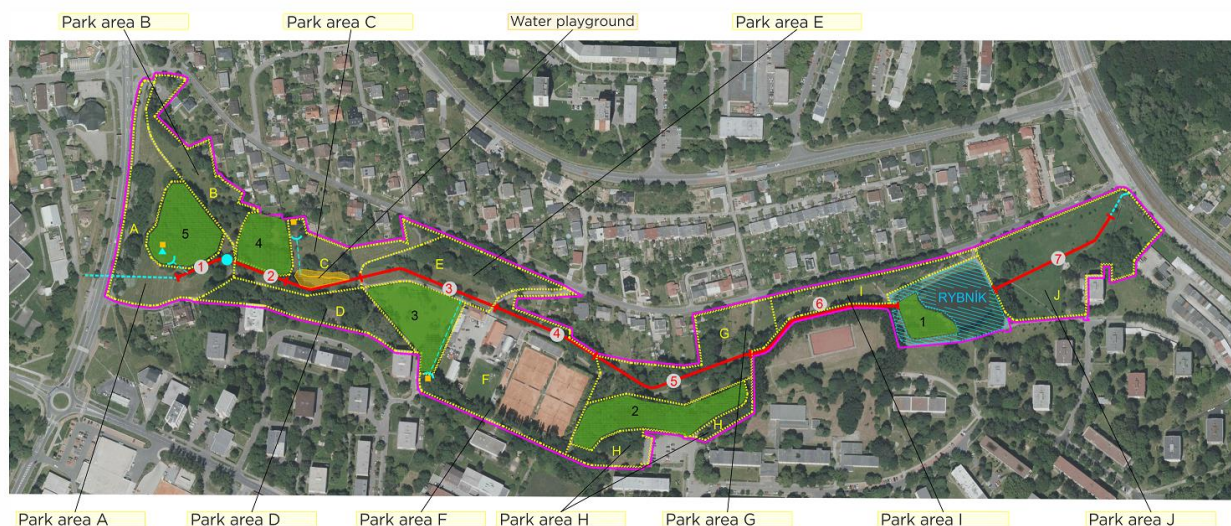 Park area B
Park area C
Water playground
Park area E
B
A
5
4
1
2
C
E
D
3
3
F
4
G
6
I
1
RYBNÍK
7
J
5
2
H
H
Park area A
Park area D
Park area F
Park area H
Park area G
Park area I
Park area J